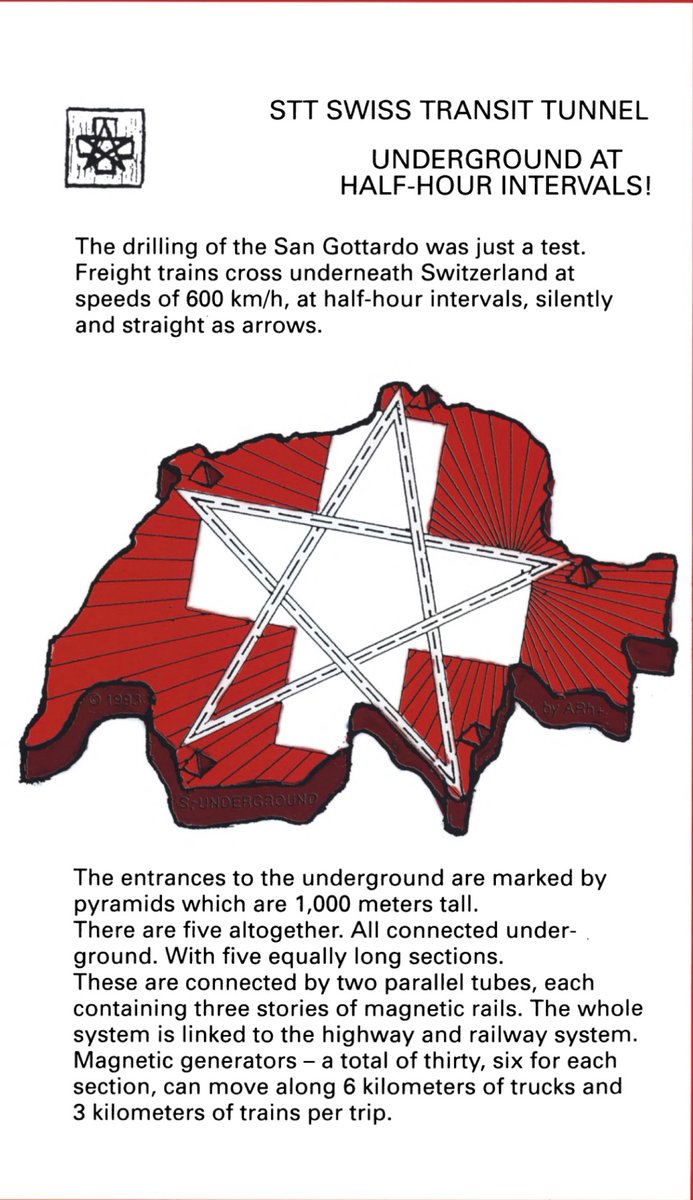 STT SWISS TRANSIT TUNNEL
UNDERGROUND AT
HALF-HOUR INTERVALS!
The drilling of the San Gottardo was just a test.
Freight trains cross underneath Switzerland at
speeds of 600 km/h, at half-hour intervals, silently
and straight as arrows.
© 1993
S. UNDERGROUND
The entrances to the underground are marked by
pyramids which are 1,000 meters tall.
There are five altogether. All connected under-
ground. With five equally long sections.
These are connected by two parallel tubes, each
containing three stories of magnetic rails. The whole
system is linked to the highway and railway system.
Magnetic generators – a total of thirty, six for each
section, can move along 6 kilometers of trucks and
3 kilometers of trains per trip.